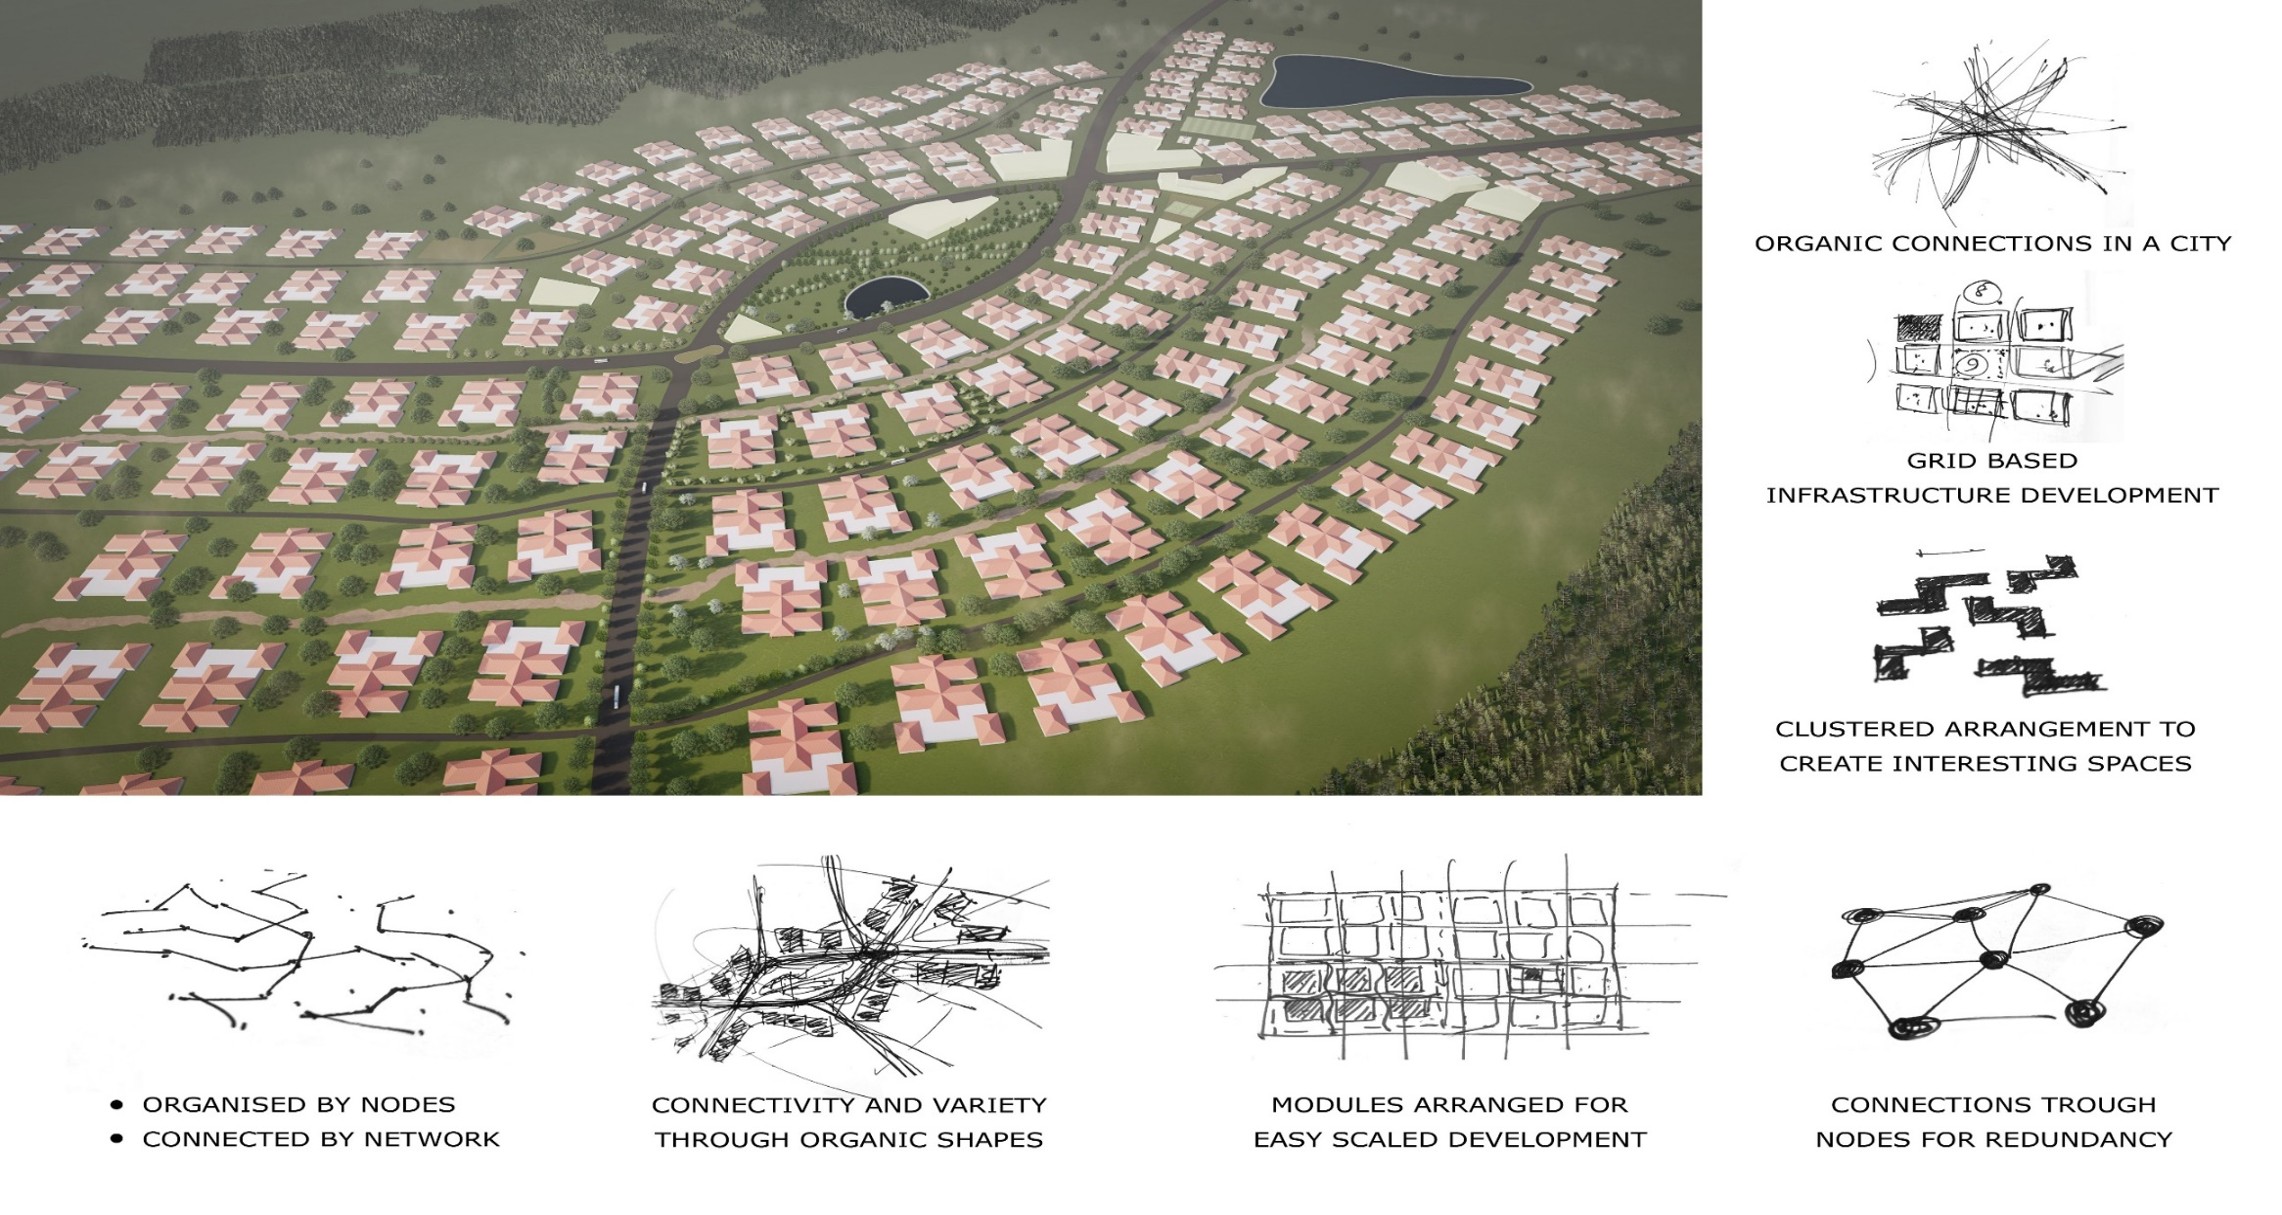 ORGANIC CONNECTIONS IN A CITY
GRID BASED
INFRASTRUCTURE DEVELOPMENT
CLUSTERED ARRANGEMENT TO
CREATE INTERESTING SPACES
• ORGANISED BY NODES
• CONNECTED BY NETWORK
CONNECTIVITY AND VARIETY
THROUGH ORGANIC SHAPES
MODULES ARRANGED FOR
EASY SCALED DEVELOPMENT
CONNECTIONS TROUGH
NODES FOR REDUNDANCY